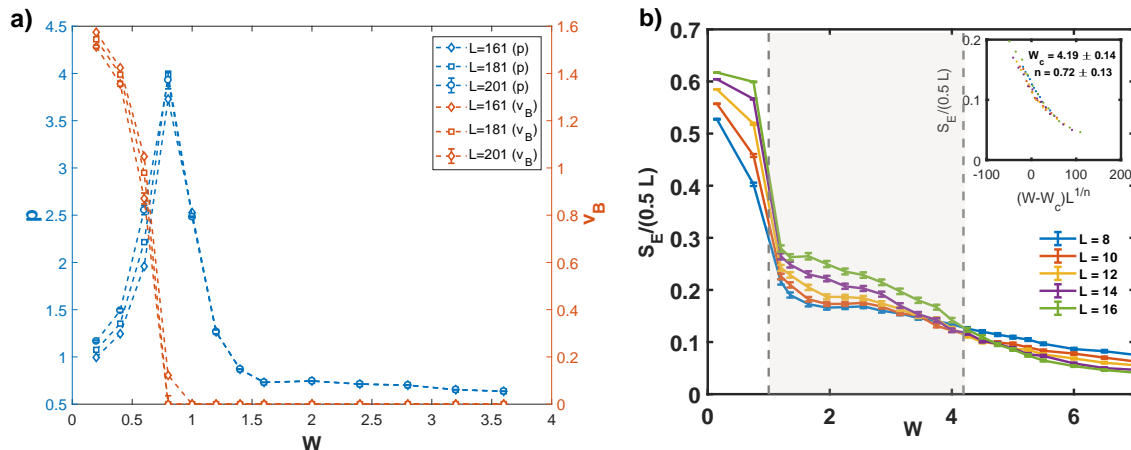 a)
4.5
4
3.5
3
2.5
2
1.5
1
0.5
p
0
0.5
1
1.5
2
2.5
3
3.5
4
W
1.6
1.4
1.2
1
0.8
0.6
0.4
0.2
0
v_B
L=161 (p)
L=181 (p)
L=201 (p)
L=161 (v_B)
L=181 (v_B)
L=201 (v_B)
b)
0.7
0.6
0.5
0.4
0.3
0.2
0.1
0
S_E/(0.5 L)
0
2
4
6
W
0.2
0.1
0
S_E/(0.5 L)
W_c = 4.19 ± 0.14
n = 0.72 ± 0.13
-100
0
100
200
(W-W_c)L^{1/n}
L = 8
L = 10
L = 12
L = 14
L = 16